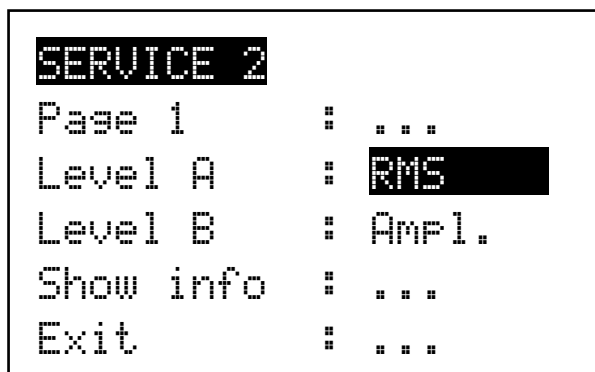 SERVICE 2
Page 1 : ...
Level A : RMS
Level B : Ampl.
Show info : ...
Exit : ...